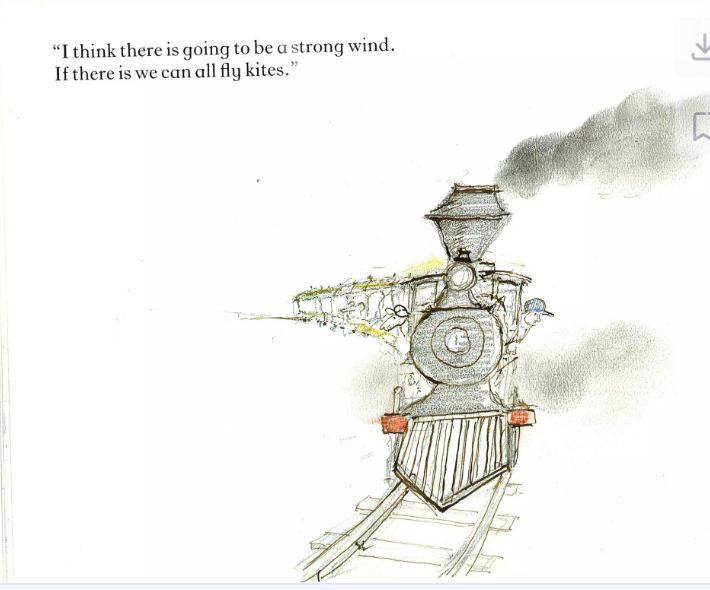 “I think there is going to be a strong wind.
If there is we can all fly kites.”